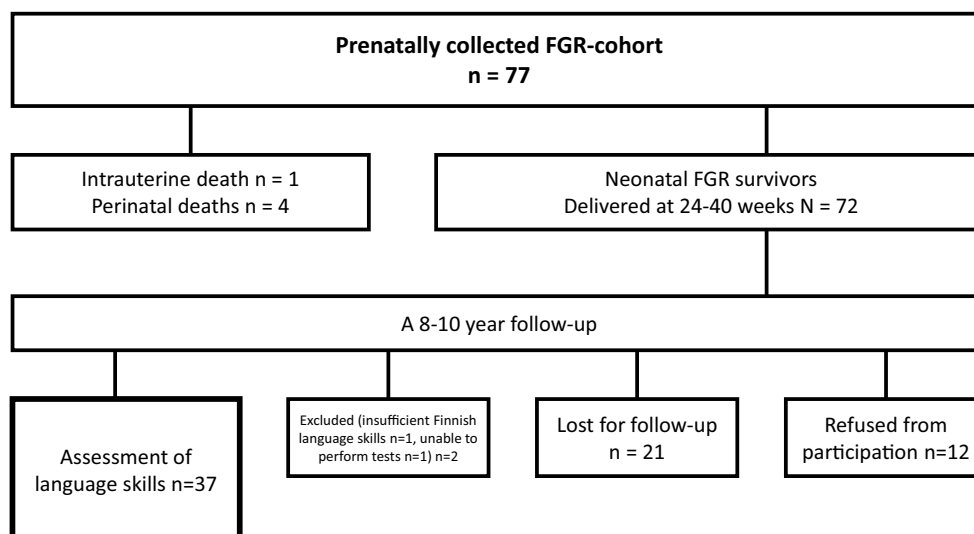 Prenatally collected FGR-cohort
n = 77
Intrauterine death n = 1
Perinatal deaths n = 4
Neonatal FGR survivors
Delivered at 24-40 weeks N = 72
A 8-10 year follow-up
Assessment of
language skills n=37
Excluded (insufficient Finnish
language skills n=1, unable to
perform tests n=1) n=2
Lost for follow-up
n = 21
Refused from
participation n=12